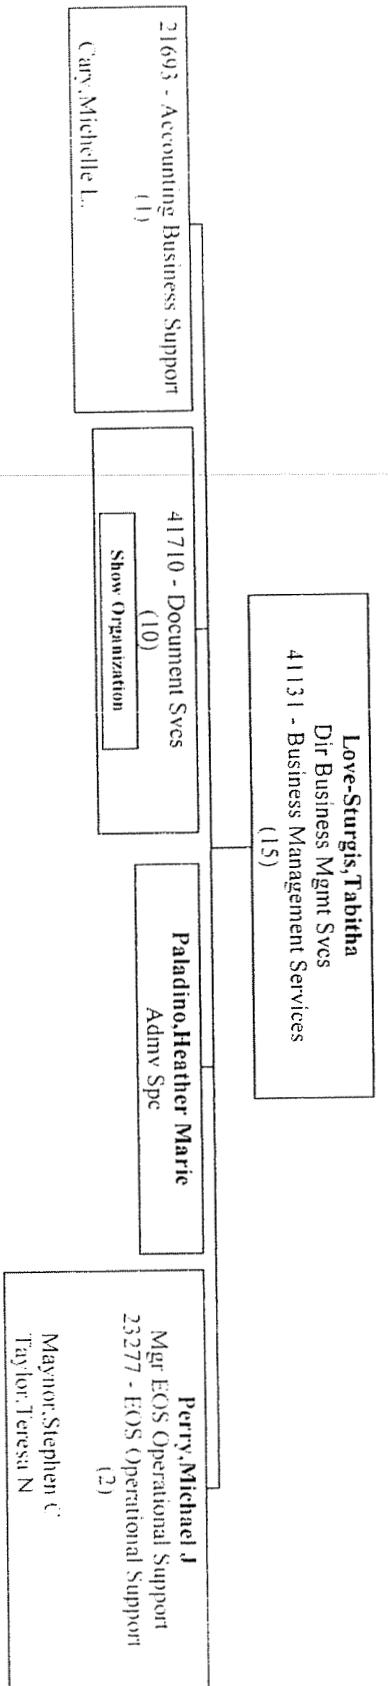 Love-Sturgis,Tabitha
Dir Business Mgmt Svcs
41131 - Business Management Services
(15)
21693 - Accounting Business Support
(1)
Cary,Michelle L.
41710 - Document Svcs
(10)
Show Organization
Paladino,Heather Marie
Admv Spc
Perry,Michael J
Mgr EOS Operational Support
23277 - EOS Operational Support
(2)
Maynor,Stephen C
Taylor,Teresa N